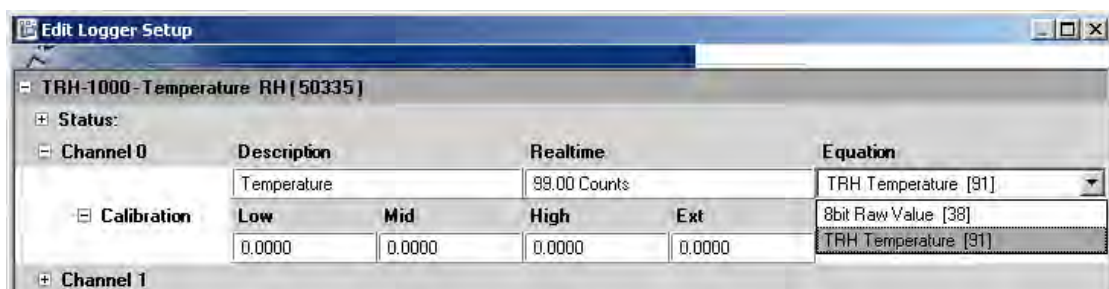 Edit Logger Setup
TRH-1000 - Temperature RH [ 50335 ]
Status:
Channel 0 Description Realtime Equation
Temperature 99.00 Counts TRH Temperature [91]
Calibration Low Mid High Ext 8bit Raw Value [38]
0.0000 0.0000 0.0000 0.0000 TRH Temperature [91]
Channel 1